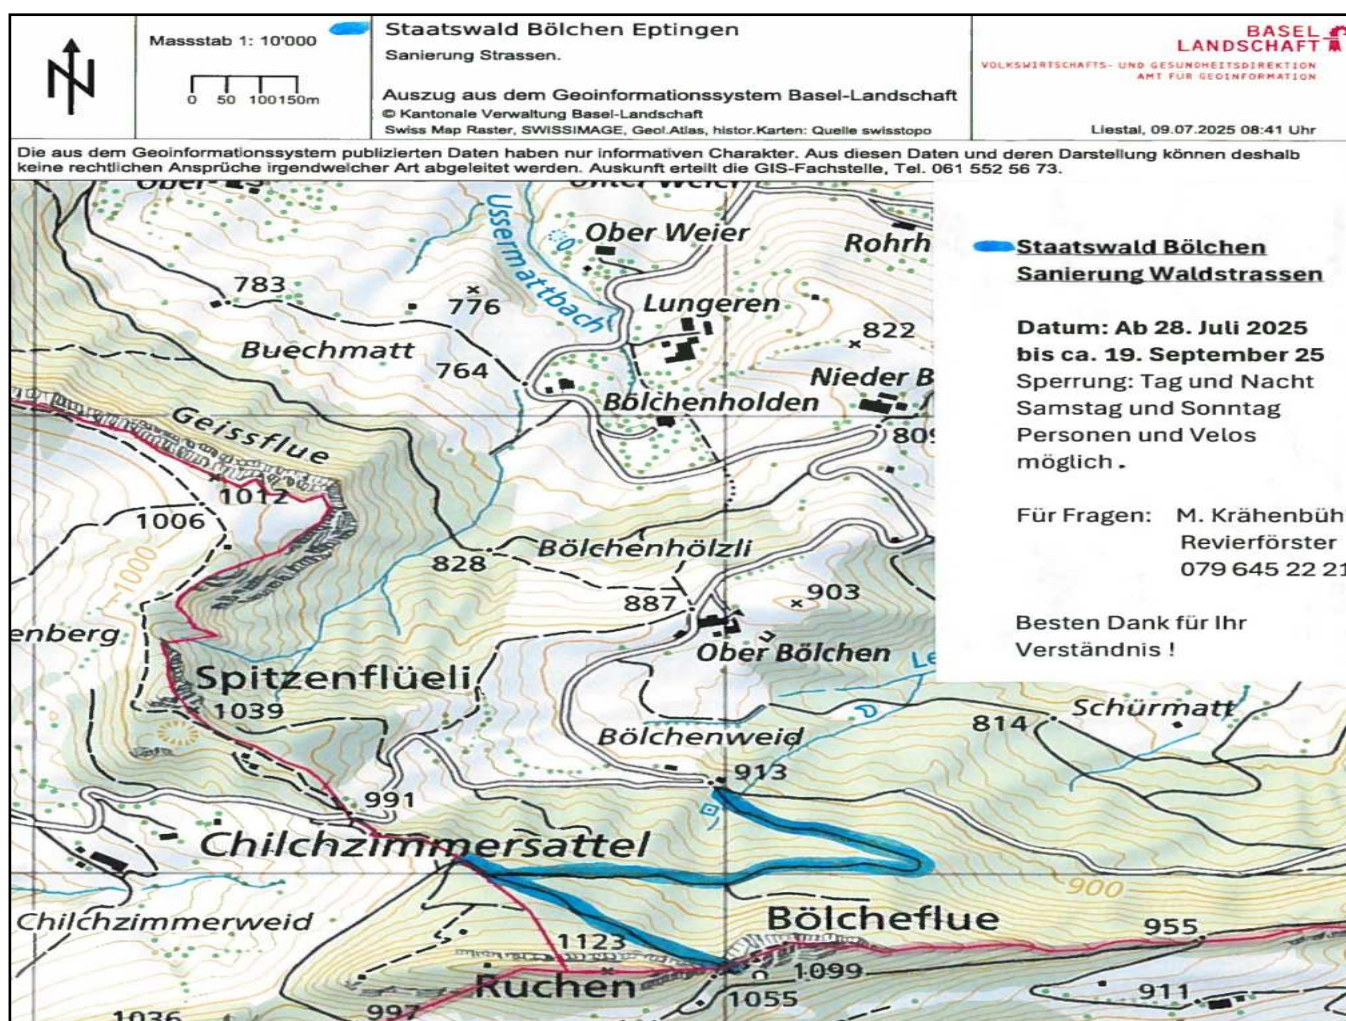 Massstab 1: 10'000
0 50 100150m
Staatswald Bölchen Eptingen
Sanierung Strassen.
Auszug aus dem Geoinformationssystem Basel-Landschaft
© Kantonale Verwaltung Basel-Landschaft
Swiss Map Raster, SWISSIMAGE, Geol.Atlas, histor.Karten: Quelle swisstopo
BASEL
LANDSCHAFT
VOLKSWIRTSCHAFTS- UND GESUNDHEITSDIREKTION
AMT FÜR GEOINFORMATION
Liestal, 09.07.2025 08:41 Uhr
Die aus dem Geoinformationssystem publizierten Daten haben nur informativen Charakter. Aus diesen Daten und deren Darstellung können deshalb
keine rechtlichen Ansprüche irgendwelcher Art abgeleitet werden. Auskunft erteilt die GIS-Fachstelle, Tel. 061 552 56 73.
Staatswald Bölchen
Sanierung Waldstrassen
Datum: Ab 28. Juli 2025
bis ca. 19. September 25
Sperrung: Tag und Nacht
Samstag und Sonntag
Personen und Velos
möglich .
Für Fragen: M. Krähenbüh
Revierförster
079 645 22 21
Besten Dank für Ihr
Verständnis !
Unter Weier
Ober Weier
Rohrh
Ussermattbach
783
776
Lungeren
822
Buechmatt
764
Nieder B
Bölchenholden
809
Geissflue
1012
1006
1000
828
Bölchenhölzli
887
903
enberg
Ober Bölchen
Le
Spitzenflüeli
1039
Bölchenweid
814
Schürmatt
913
991
Chilchzimmersattel
900
Chilchzimmerweid
Bölcheflue
955
1123
1099
Ruchen
1055
911
997
1036